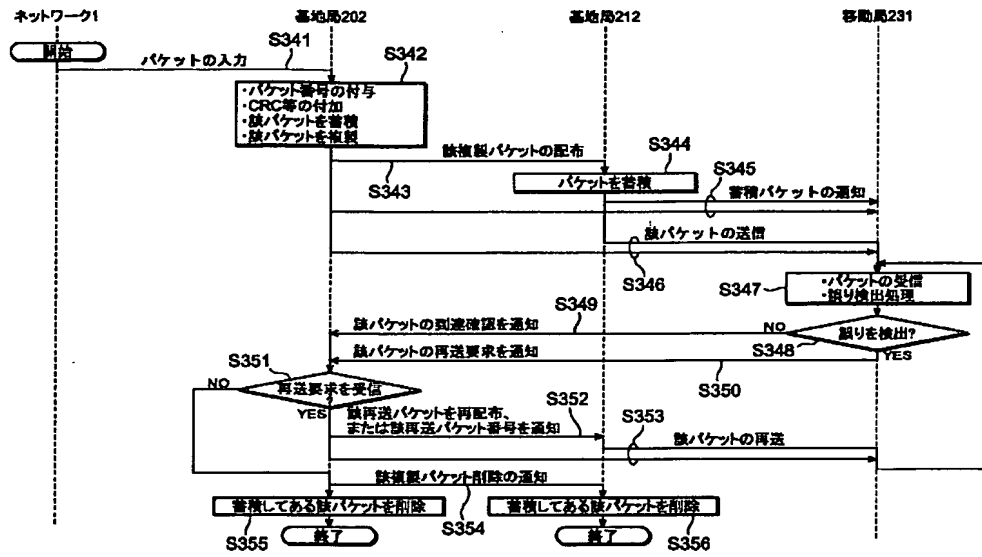 ネットワーク1
基地局202
基地局212
移動局231
開始
S341
パケットの入力
S342
・パケット番号の付与
・CRC等の付加
・該パケットを蓄積
・該パケットを複製
該複製パケットの配布
S343
S344
パケットを蓄積
S345
蓄積パケットの通知
該パケットの送信
S346
S347
・パケットの受信
・誤り検出処理
S349
該パケットの到達確認を通知
NO
誤りを検出?
S348
YES
該パケットの再送要求を通知
S350
S351
NO
再送要求を受信
YES
該再送パケットを再配布、
または該再送パケット番号を通知
S352
S353
該パケットの再送
該複製パケット削除の通知
S354
蓄積してある該パケットを削除
蓄積してある該パケットを削除
S355
終了
終了
S356